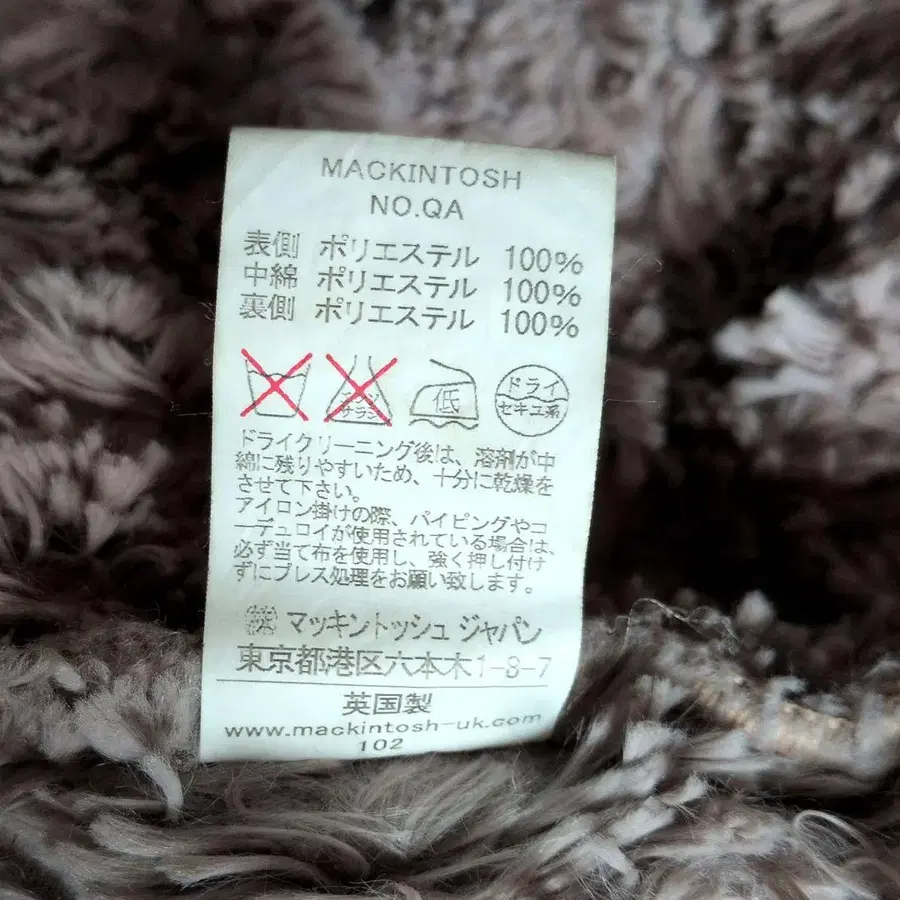 MACKINTOSH
NO.QA
表側 ポリエステル 100%
中綿 ポリエステル 100%
裏側 ポリエステル 100%
低 ドライ
セキユ系
ドライクリーニング後は、溶剤が中
綿に残りやすいため、十分に乾燥を
させて下さい。
アイロン掛けの際、パイピングやコ
ーデュロイが使用されている場合は、
必ず当て布を使用し、強く押し付け
ずにプレス処理をお願い致します。
マッキントッシュ ジャパン
東京都港区六本木1-8-7
英国製
www.mackintosh-uk.com
102